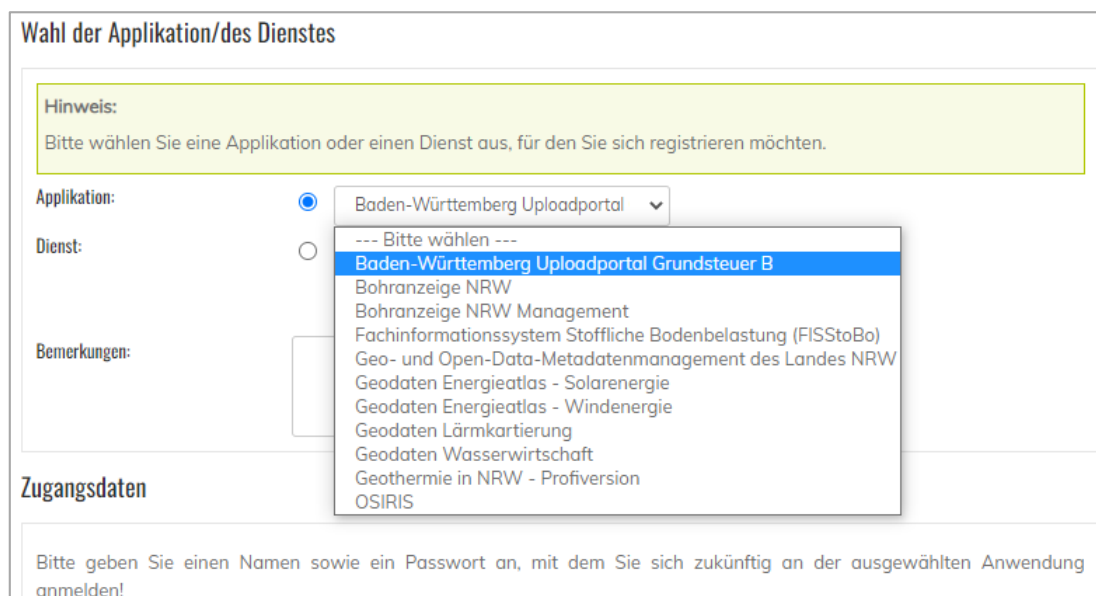 Wahl der Applikation/des Dienstes
Hinweis:
Bitte wählen Sie eine Applikation oder einen Dienst aus, für den Sie sich registrieren möchten.
Applikation:
Baden-Württemberg Uploadportal
Dienst:
--- Bitte wählen ---
Baden-Württemberg Uploadportal Grundsteuer B
Bohranzeige NRW
Bohranzeige NRW Management
Fachinformationssystem Stoffliche Bodenbelastung (FISStoBo)
Geo- und Open-Data-Metadatenmanagement des Landes NRW
Geodaten Energieatlas - Solarenergie
Geodaten Energieatlas - Windenergie
Geodaten Lärmkartierung
Geodaten Wasserwirtschaft
Geothermie in NRW - Profiversion
OSIRIS
Bemerkungen:
Zugangsdaten
Bitte geben Sie einen Namen sowie ein Passwort an, mit dem Sie sich zukünftig an der ausgewählten Anwendung
anmelden!